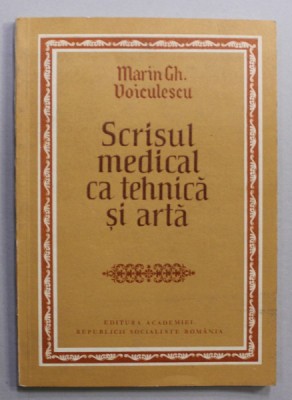 Marin Gh.
Voiculescu
Scrisul
medical
ca tehnică
și artă
EDITURA ACADEMIEI
REPUBLICII SOCIALISTE ROMÂNIA